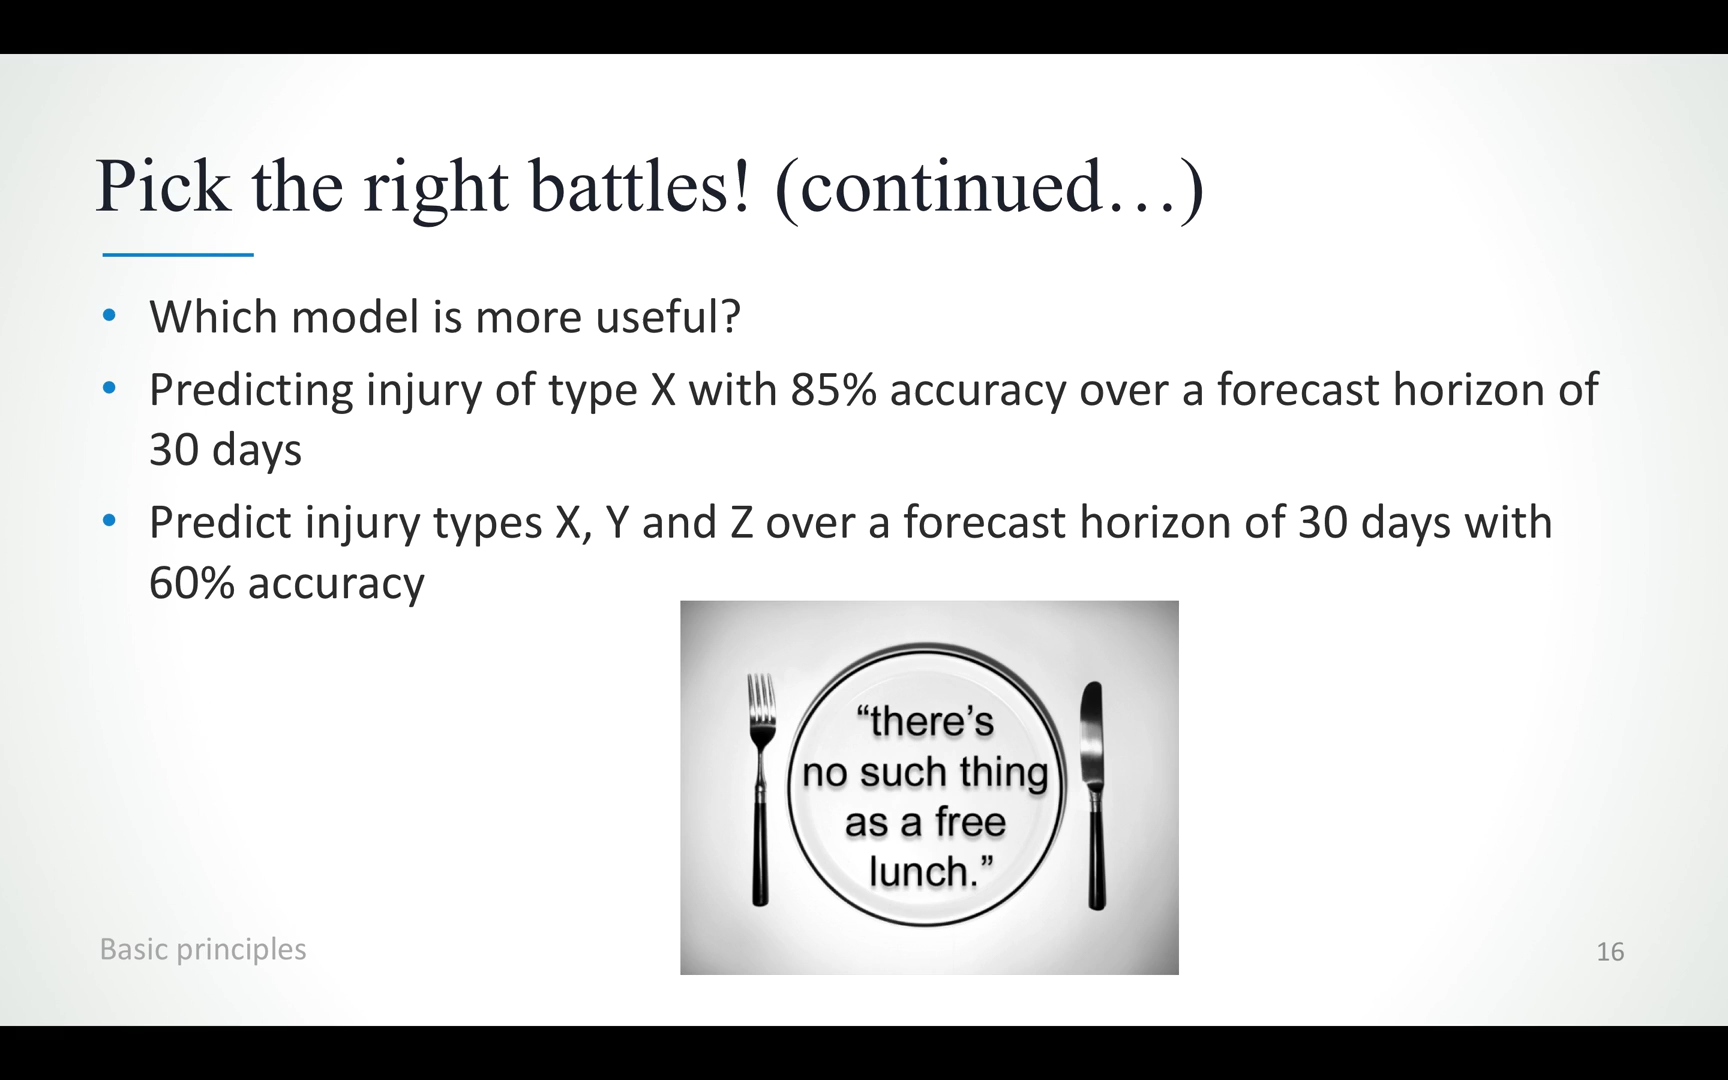 Pick the right battles! (continued…)
• Which model is more useful?
• Predicting injury of type X with 85% accuracy over a forecast horizon of
30 days
• Predict injury types X, Y and Z over a forecast horizon of 30 days with
60% accuracy
“there’s
no such thing
as a free
lunch.”
Basic principles
16